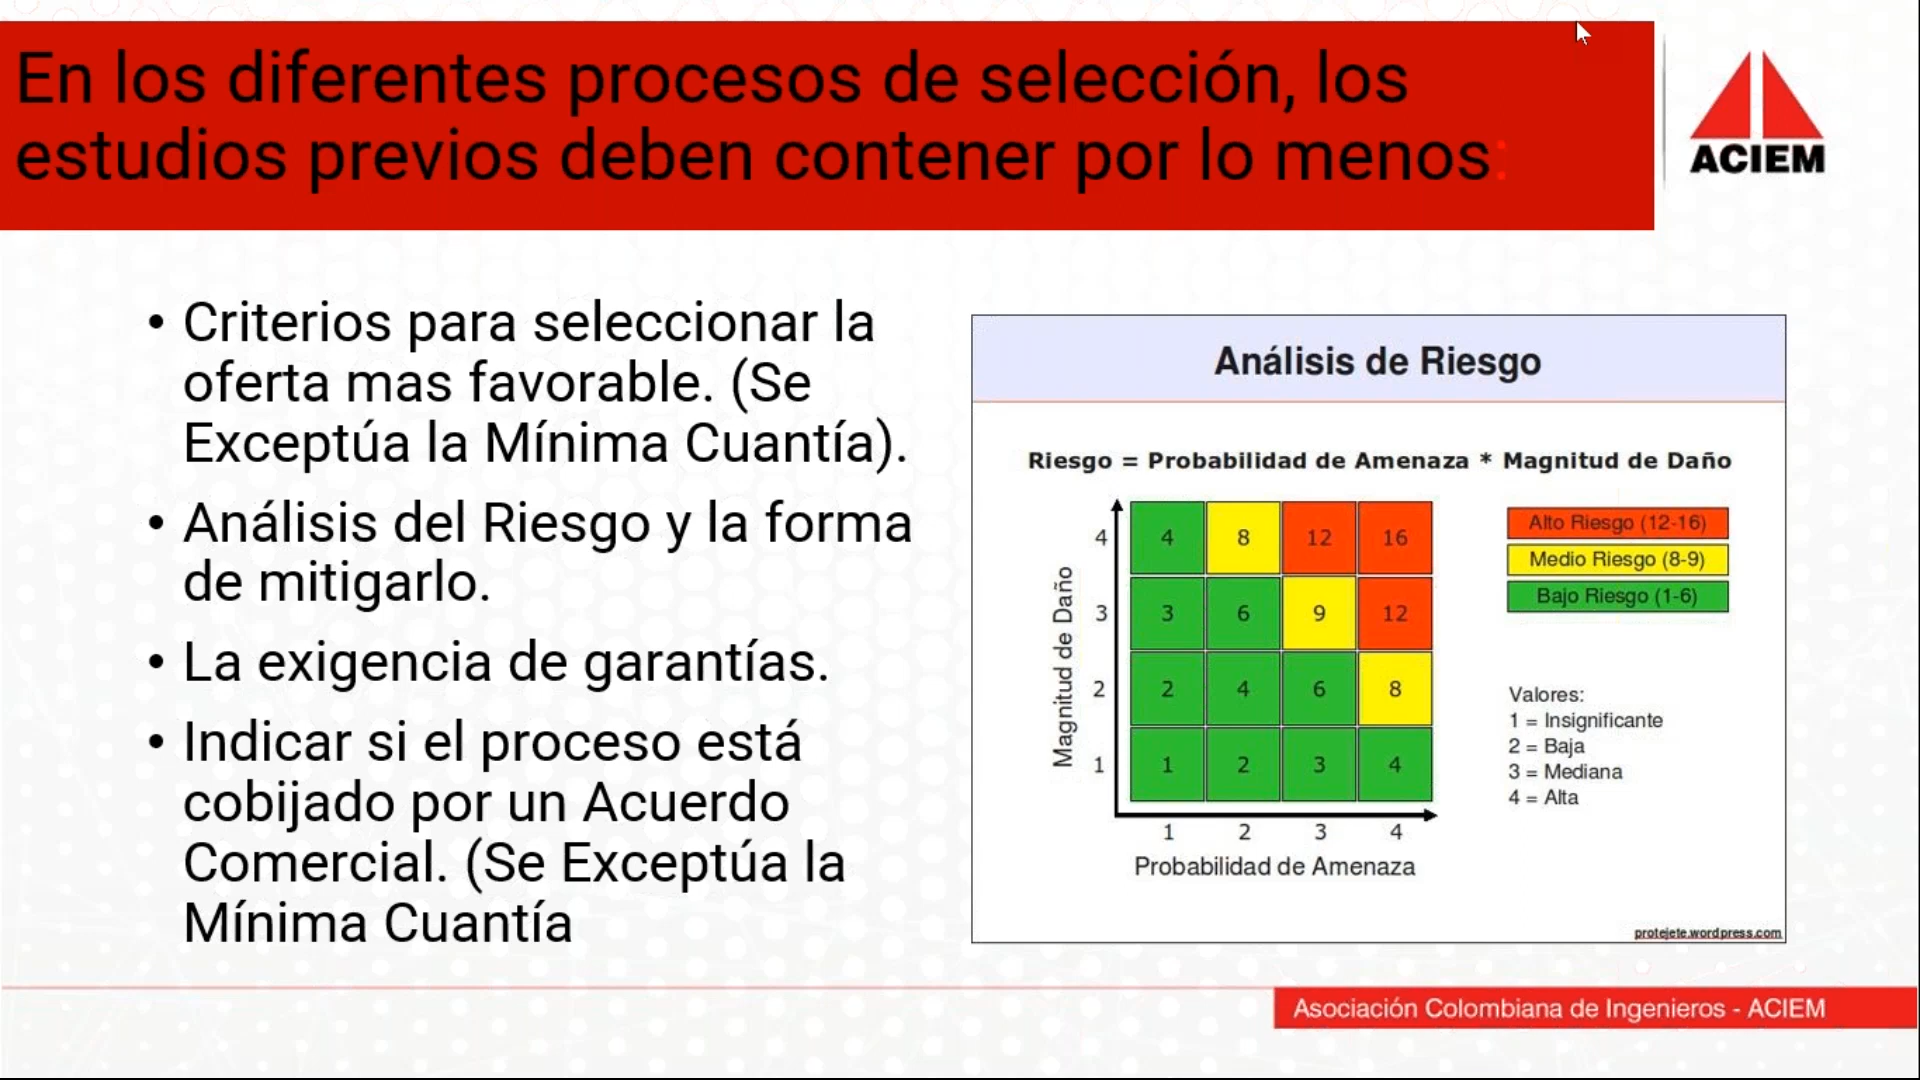 En los diferentes procesos de selección, los
estudios previos deben contener por lo menos:
ACIEM
• Criterios para seleccionar la
oferta mas favorable. (Se
Exceptúa la Mínima Cuantía).
• Análisis del Riesgo y la forma
de mitigarlo.
• La exigencia de garantías.
• Indicar si el proceso está
cobijado por un Acuerdo
Comercial. (Se Exceptúa la
Mínima Cuantía
Análisis de Riesgo
Riesgo = Probabilidad de Amenaza * Magnitud de Daño
Magnitud de Daño
4 4 8 12 16
3 3 6 9 12
2 2 4 6 8
1 1 2 3 4
1 2 3 4
Probabilidad de Amenaza
Alto Riesgo (12-16)
Medio Riesgo (8-9)
Bajo Riesgo (1-6)
Valores:
1 = Insignificante
2 = Baja
3 = Mediana
4 = Alta
protejete.wordpress.com
Asociación Colombiana de Ingenieros - ACIEM